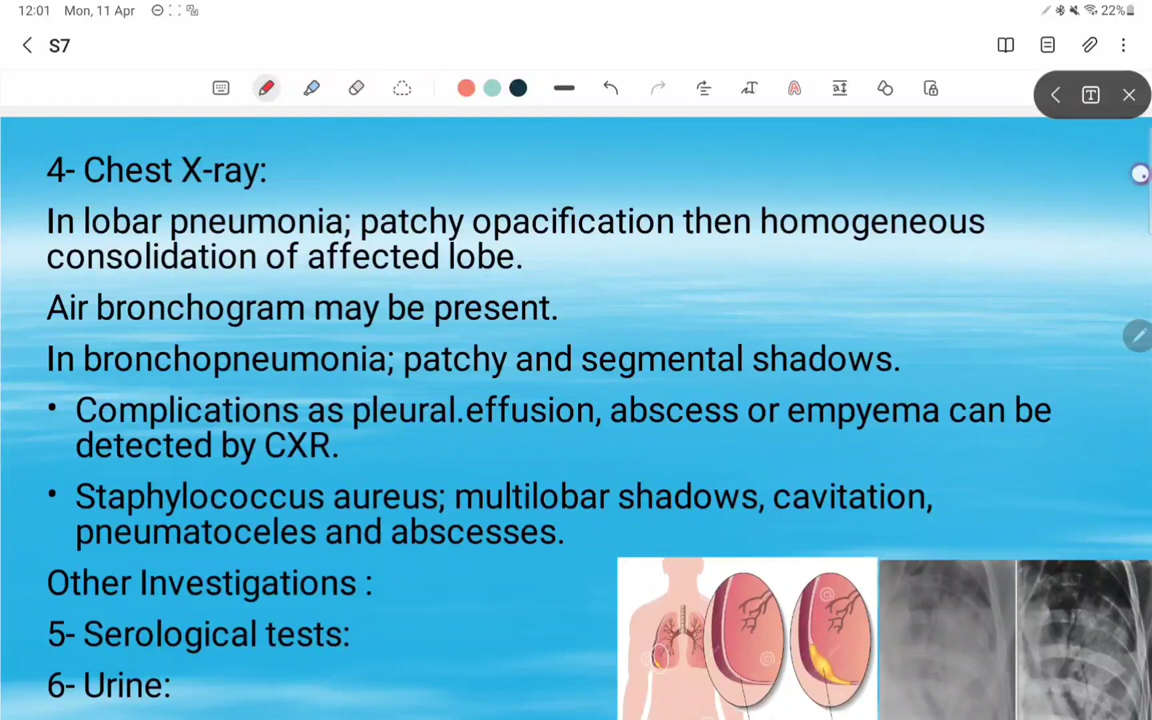 12:01 Mon, 11 Apr
22%
S7
4- Chest X-ray:
In lobar pneumonia; patchy opacification then homogeneous
consolidation of affected lobe.
Air bronchogram may be present.
In bronchopneumonia; patchy and segmental shadows.
• Complications as pleural.effusion, abscess or empyema can be
detected by CXR.
• Staphylococcus aureus; multilobar shadows, cavitation,
pneumatoceles and abscesses.
Other Investigations :
5- Serological tests:
6- Urine: